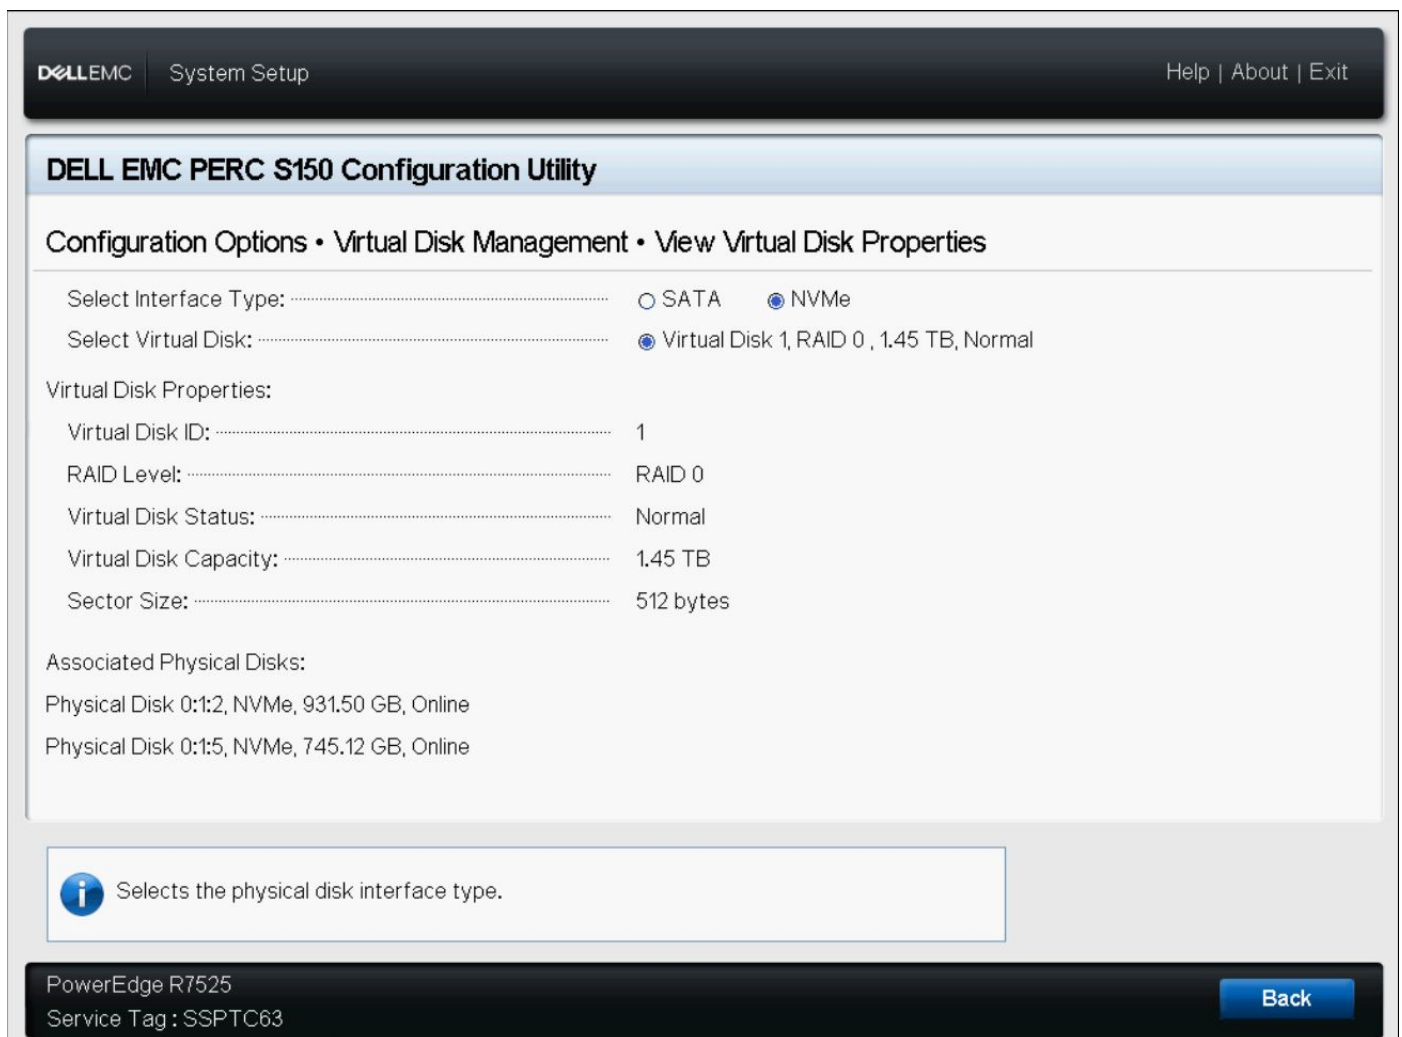 DELLEMC System Setup Help | About | Exit
DELL EMC PERC S150 Configuration Utility
Configuration Options • Virtual Disk Management • View Virtual Disk Properties
Select Interface Type: SATA NVMe
Select Virtual Disk: Virtual Disk 1, RAID 0 , 1.45 TB, Normal
Virtual Disk Properties:
Virtual Disk ID: 1
RAID Level: RAID 0
Virtual Disk Status: Normal
Virtual Disk Capacity: 1.45 TB
Sector Size: 512 bytes
Associated Physical Disks:
Physical Disk 0:1:2, NVMe, 931.50 GB, Online
Physical Disk 0:1:5, NVMe, 745.12 GB, Online
Selects the physical disk interface type.
PowerEdge R7525
Service Tag : SSPTC63
Back